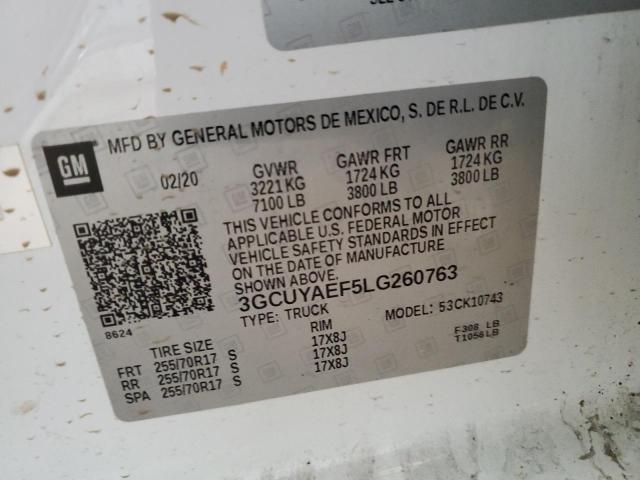 GM
MFD BY GENERAL MOTORS DE MEXICO, S. DE R.L. DE C.V.
02/20
GVWR GAWR FRT GAWR RR
3221 KG 1724 KG 1724 KG
7100 LB 3800 LB 3800 LB
THIS VEHICLE CONFORMS TO ALL
APPLICABLE U.S. FEDERAL MOTOR
VEHICLE SAFETY STANDARDS IN EFFECT
ON THE DATE OF MANUFACTURE
SHOWN ABOVE.
3GCUYAEF5LG260763
TYPE: TRUCK MODEL: 53CK10743
8624
TIRE SIZE RIM
FRT 255/70R17 S 17X8J
RR 255/70R17 S 17X8J
SPA 255/70R17 S 17X8J
F308 LB
T1056LB